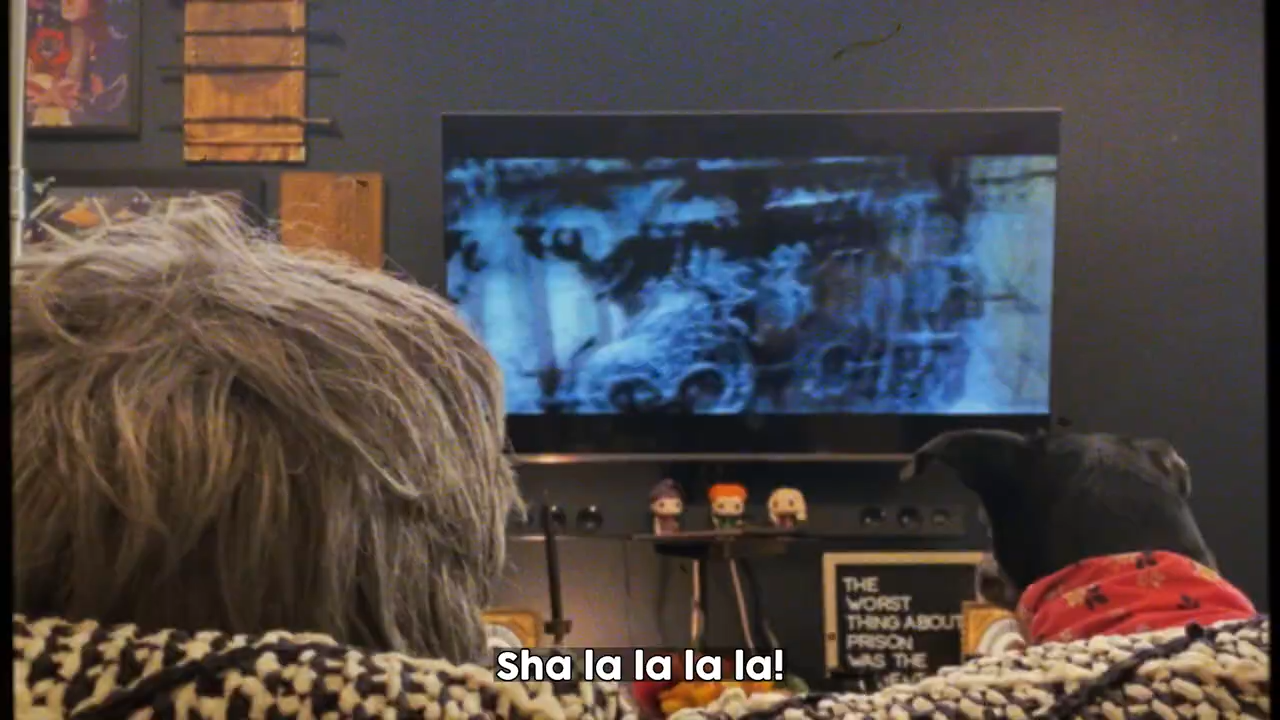 THE
WORST
THING ABOUT
PRISON
WAS THE
Sha la la la la!